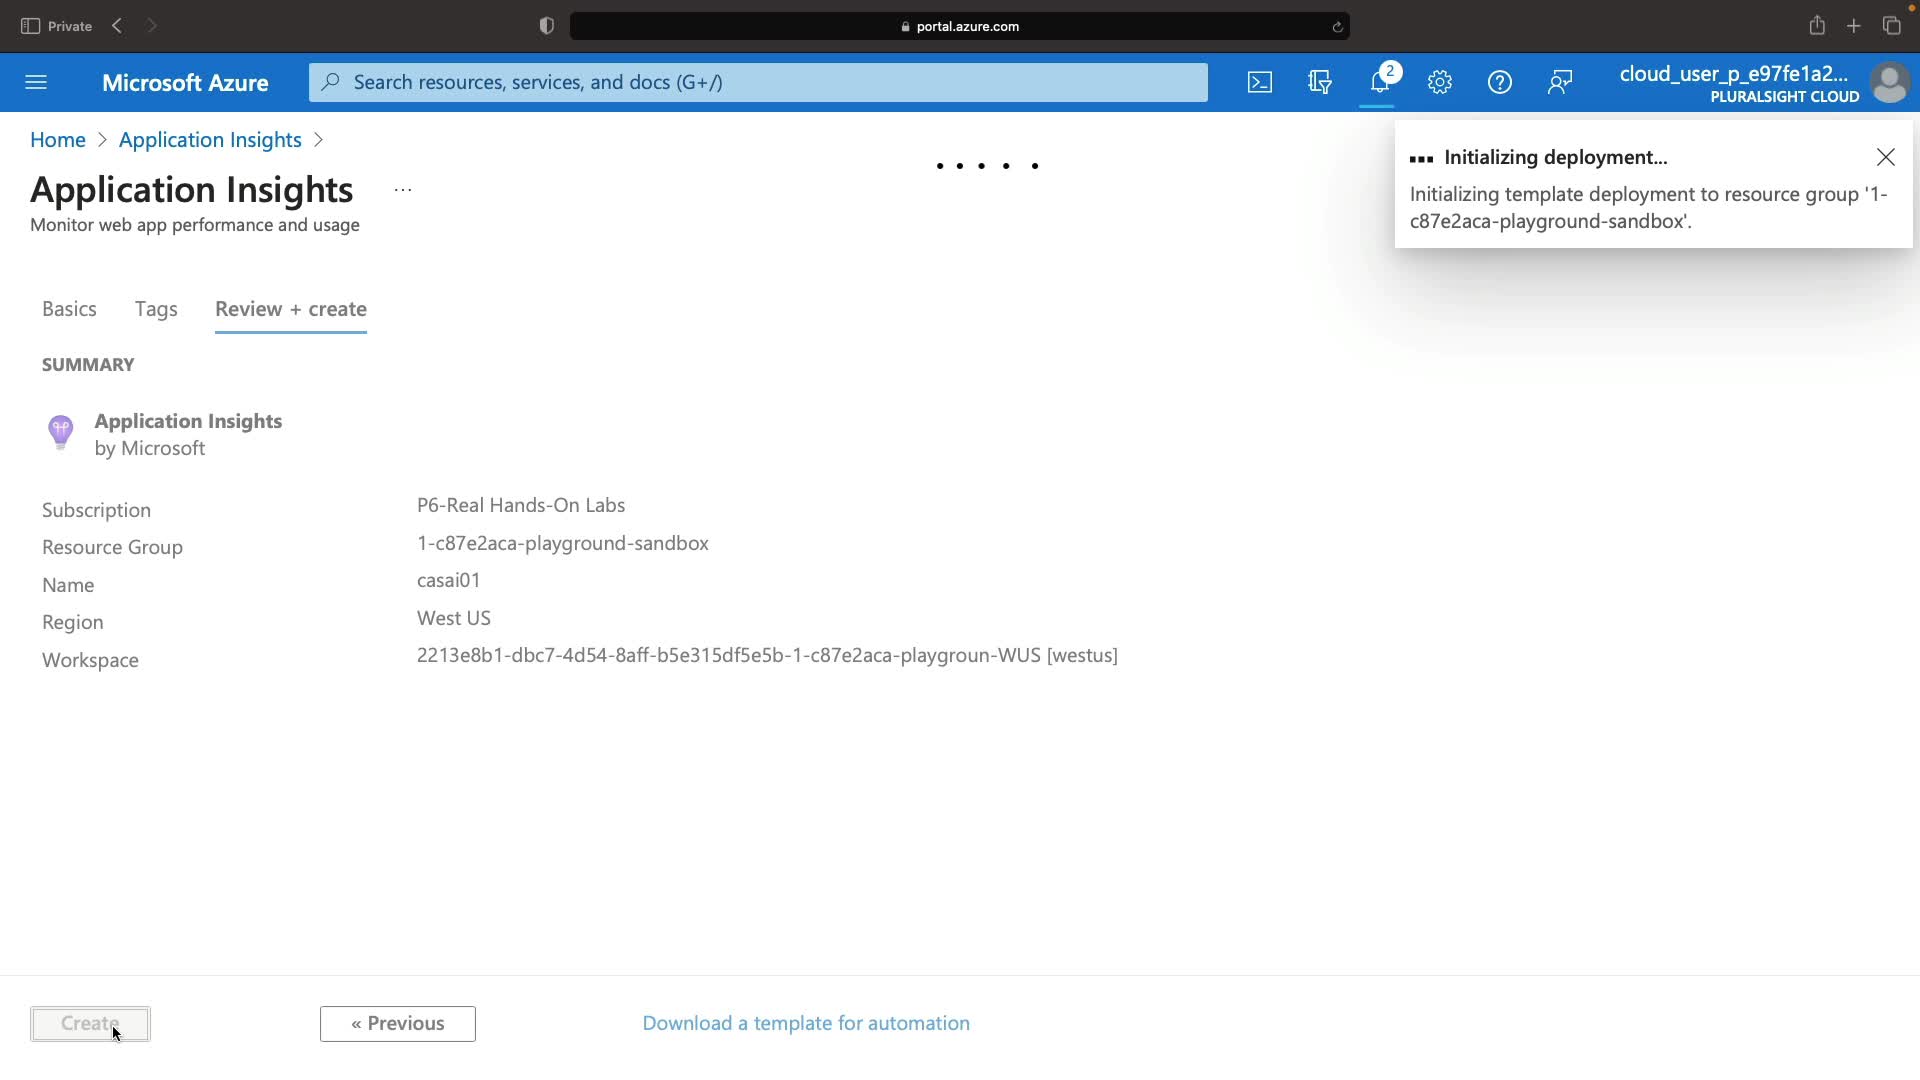 Private
portal.azure.com
Microsoft Azure
Search resources, services, and docs (G+/)
2
cloud_user_p_e97fe1a2...
PLURALSIGHT CLOUD
Home > Application Insights >
Application Insights ...
Monitor web app performance and usage
Initializing deployment...
Initializing template deployment to resource group '1-
c87e2aca-playground-sandbox'.
Basics Tags Review + create
SUMMARY
Application Insights
by Microsoft
Subscription P6-Real Hands-On Labs
Resource Group 1-c87e2aca-playground-sandbox
Name casai01
Region West US
Workspace 2213e8b1-dbc7-4d54-8aff-b5e315df5e5b-1-c87e2aca-playgroun-WUS [westus]
Create
« Previous
Download a template for automation